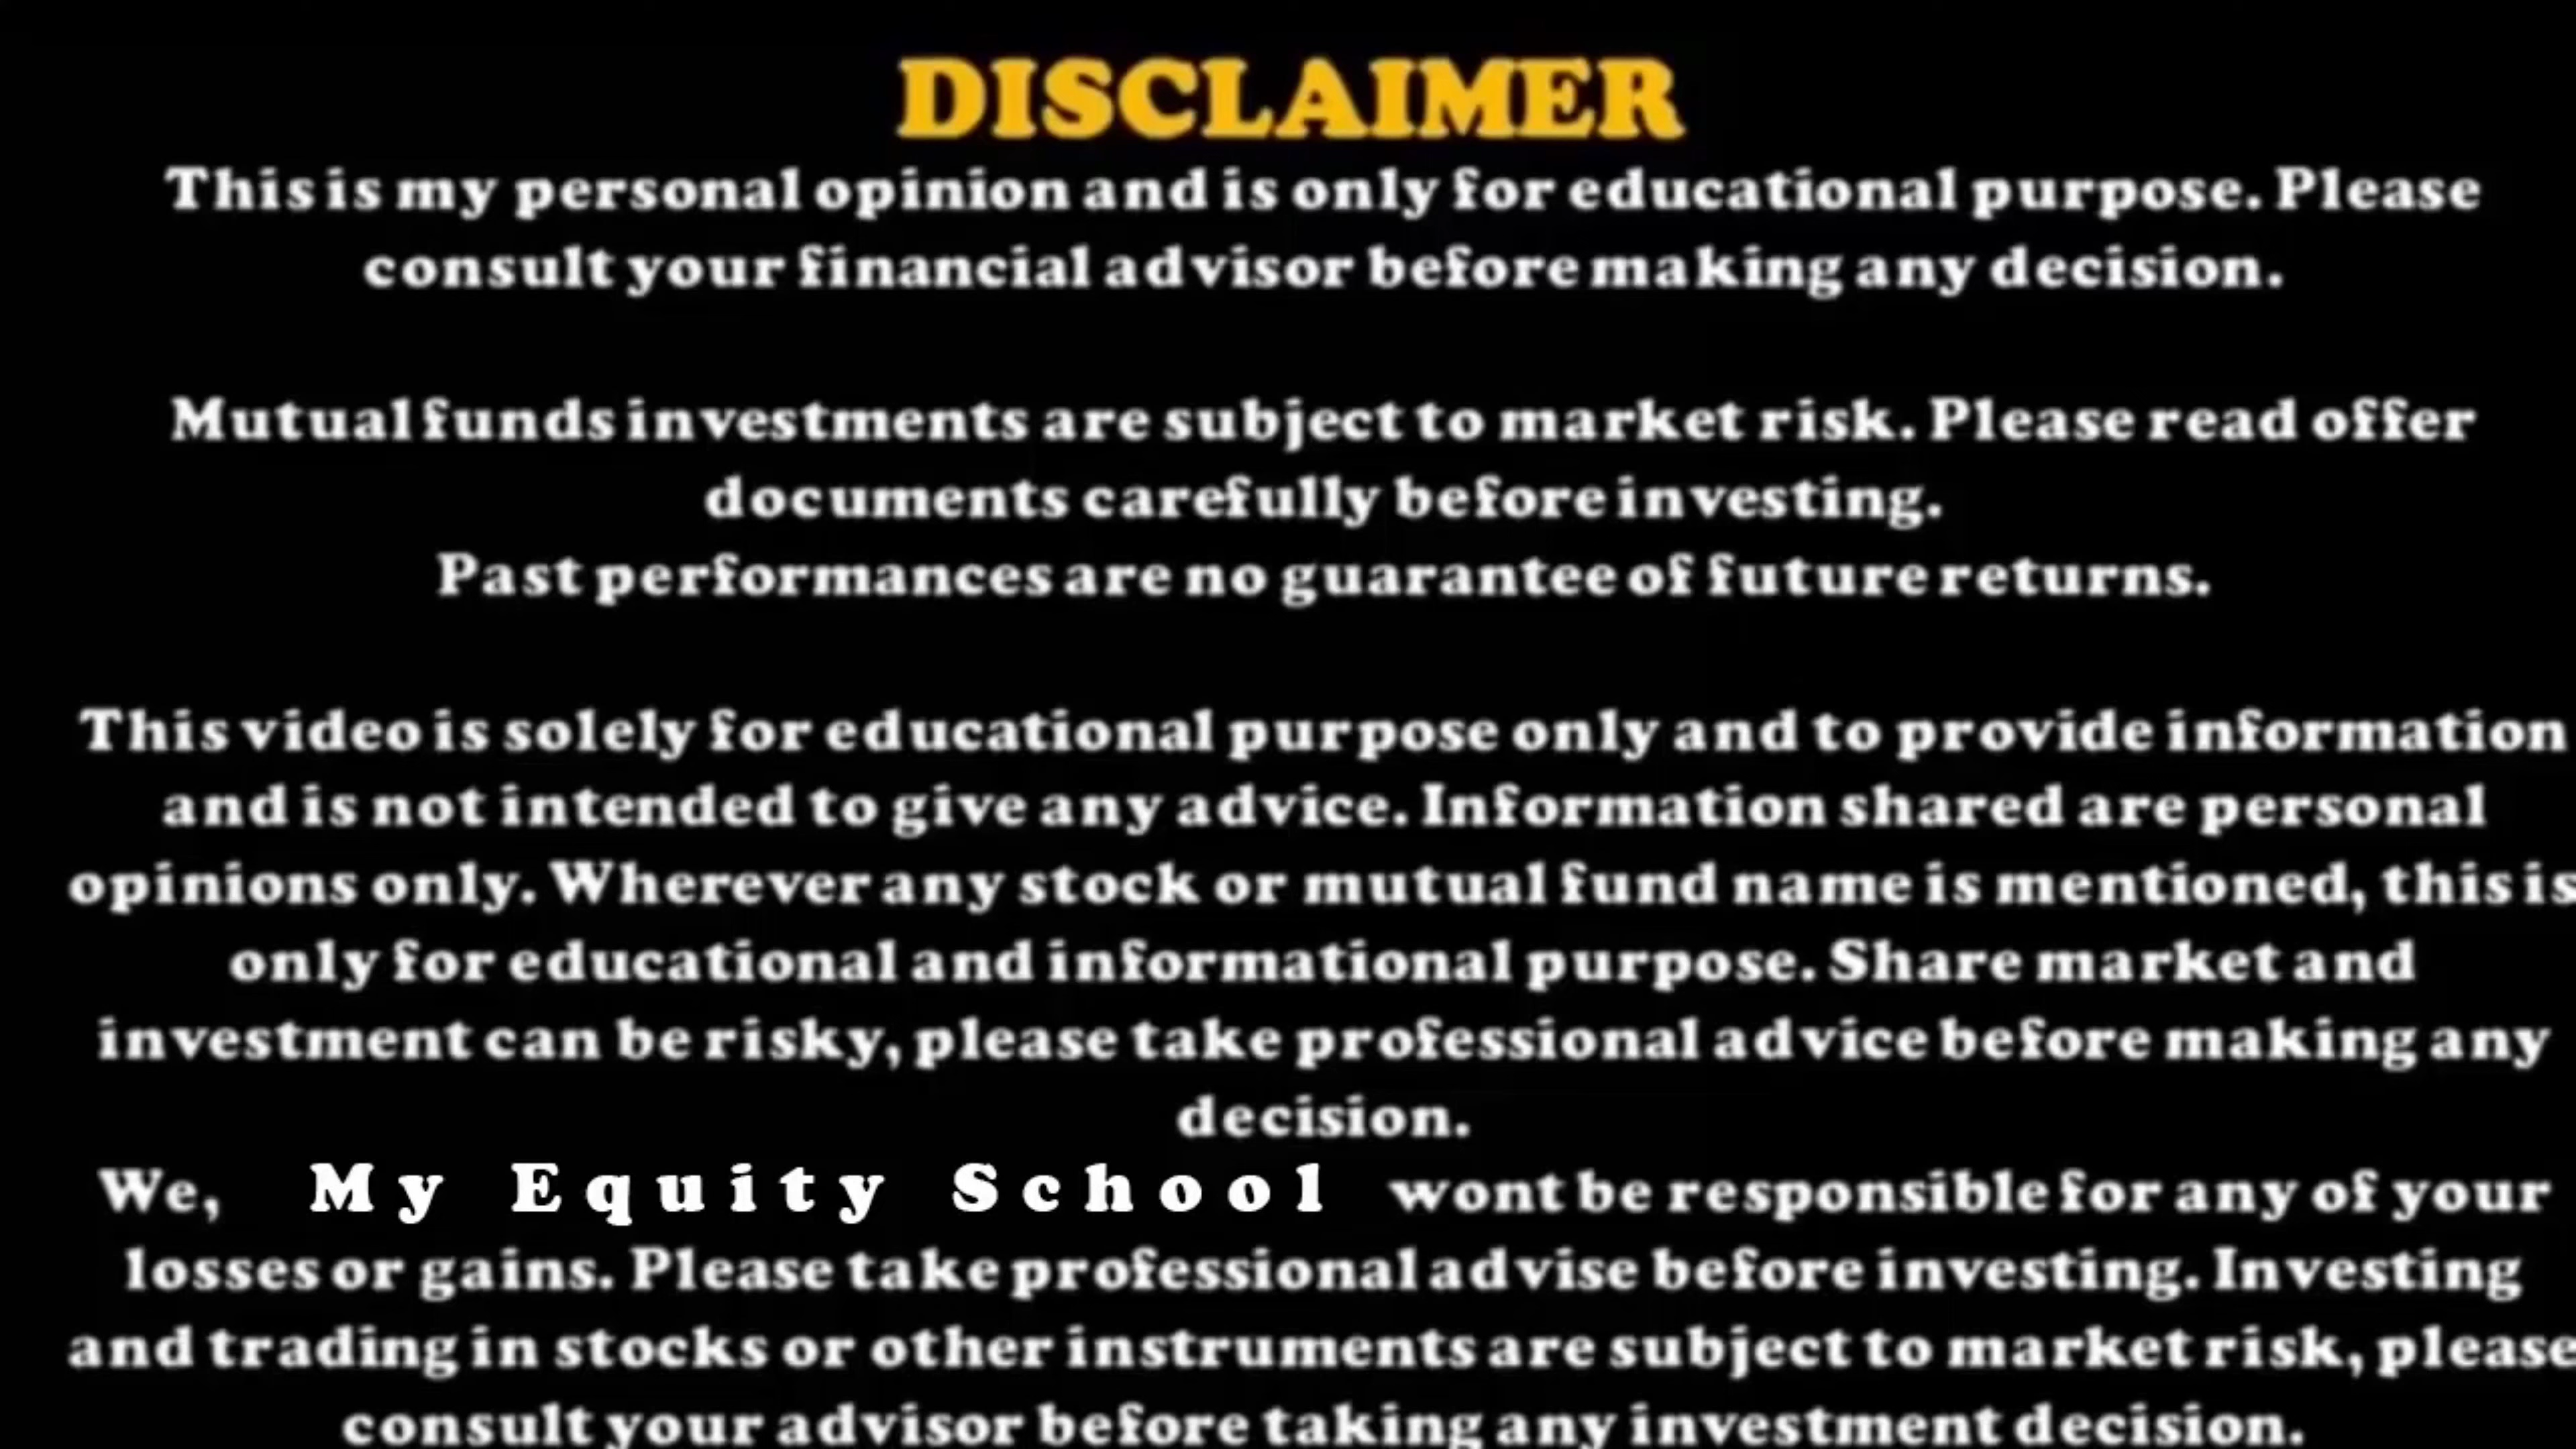 DISCLAIMER
This is my personal opinion and is only for educational purpose. Please
consult your financial advisor before making any decision.
Mutual funds investments are subject to market risk. Please read offer
documents carefully before investing.
Past performances are no guarantee of future returns.
This video is solely for educational purpose only and to provide information
and is not intended to give any advice. Information shared are personal
opinions only. Wherever any stock or mutual fund name is mentioned, this is
only for educational and informational purpose. Share market and
investment can be risky, please take professional advice before making any
decision.
We, My Equity School wont be responsible for any of your
losses or gains. Please take professional advise before investing. Investing
and trading in stocks or other instruments are subject to market risk, please
consult your advisor before taking any investment decision.